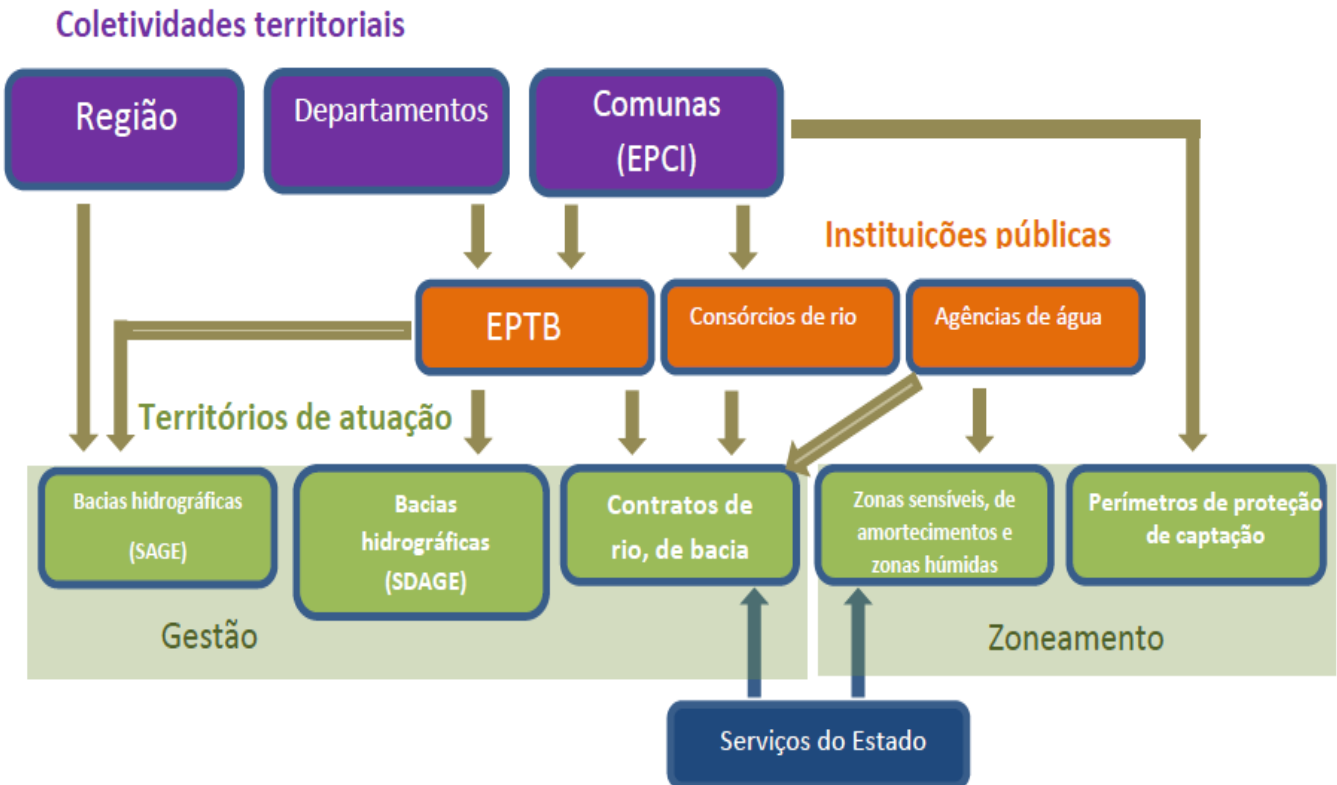 Coletividades territoriais
Região
Departamentos
Comunas
(EPCI)
Instituições públicas
EPTB
Consórcios de rio
Agências de água
Territórios de atuação
Bacias hidrográficas
(SAGE)
Bacias
hidrográficas
(SDAGE)
Contratos de
rio, de bacia
Zonas sensíveis, de
amortecimentos e
zonas húmidas
Perímetros de proteção
de captação
Gestão
Zoneamento
Serviços do Estado